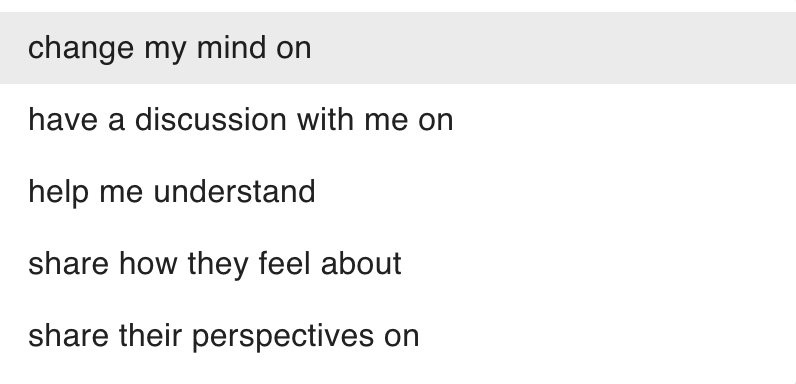 change my mind on
have a discussion with me on
help me understand
share how they feel about
share their perspectives on